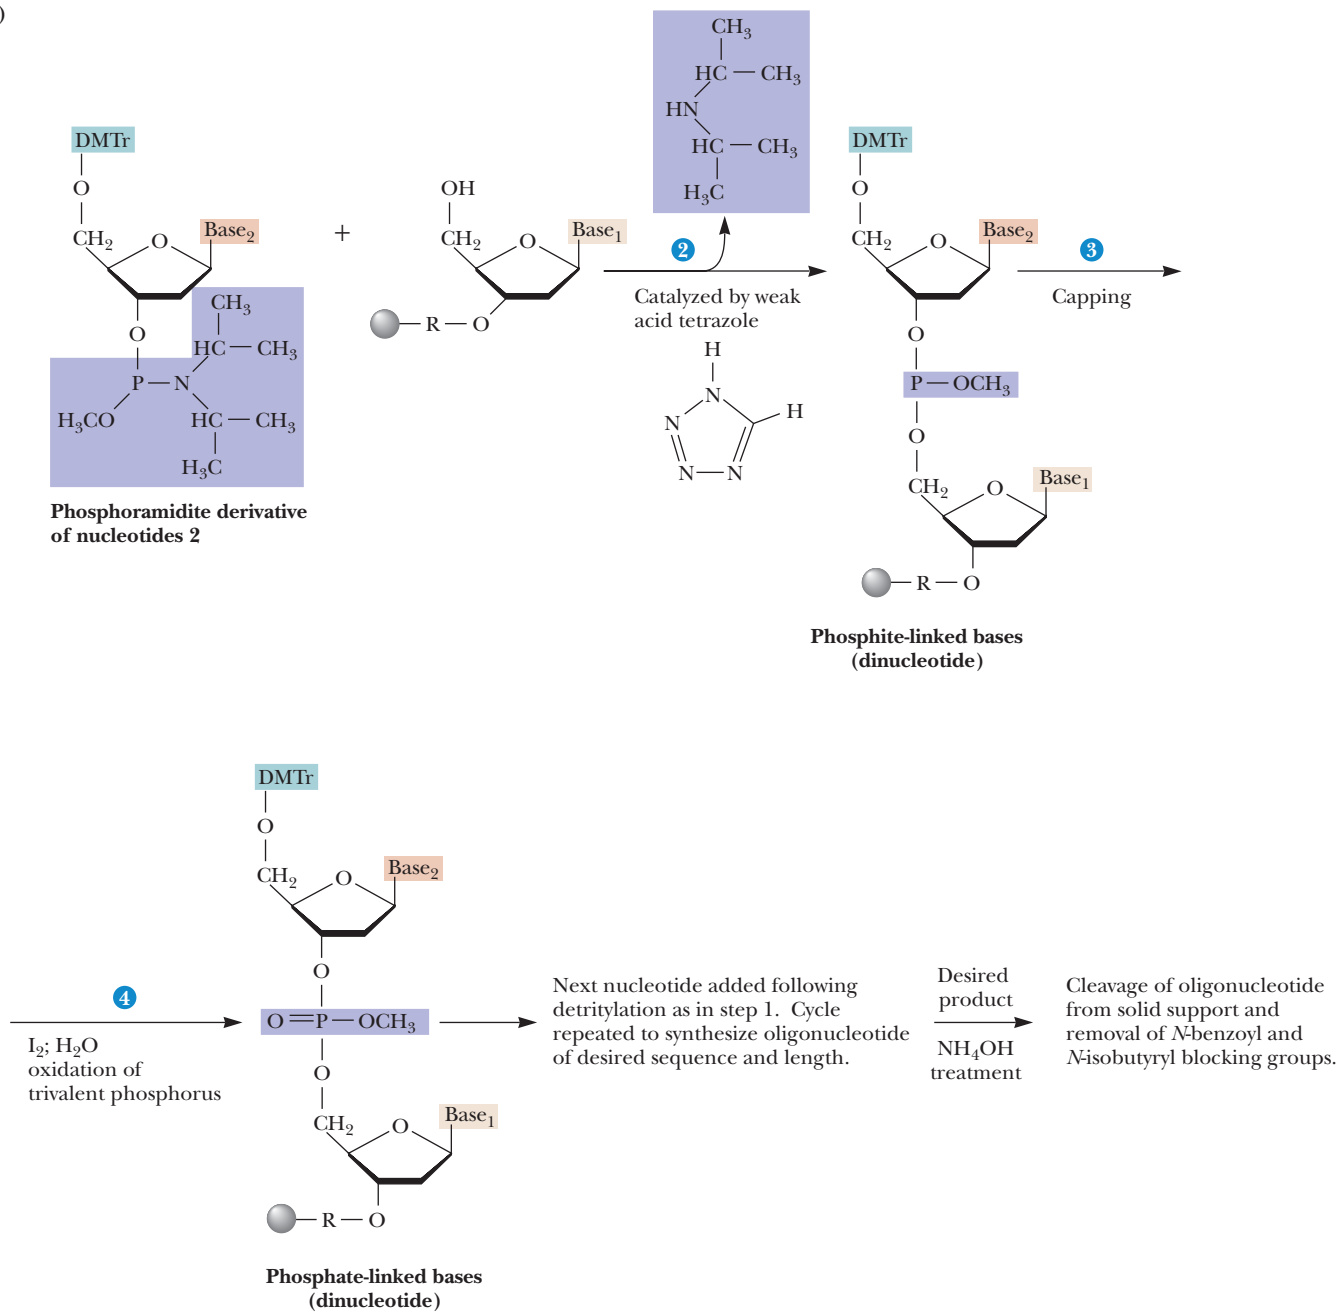 )
DMTr
O
CH₂
O
Base₂
O
P—N
H₃CO
CH₃
HC—CH₃
HC—CH₃
H₃C
Phosphoramidite derivative
of nucleotides 2
+
OH
CH₂
O
Base₁
R—O
CH₃
HC—CH₃
HN
HC—CH₃
H₃C
2
Catalyzed by weak
acid tetrazole
H
N
N
H
N—N
DMTr
O
CH₂
O
Base₂
O
P—OCH₃
O
CH₂
O
Base₁
R—O
Phosphite-linked bases
(dinucleotide)
3
Capping
4
I₂; H₂O
oxidation of
trivalent phosphorus
DMTr
O
CH₂
O
Base₂
O
O=P—OCH₃
O
CH₂
O
Base₁
R—O
Phosphate-linked bases
(dinucleotide)
Next nucleotide added following
detritylation as in step 1. Cycle
repeated to synthesize oligonucleotide
of desired sequence and length.
Desired
product
NH₄OH
treatment
Cleavage of oligonucleotide
from solid support and
removal of N-benzoyl and
N-isobutyryl blocking groups.